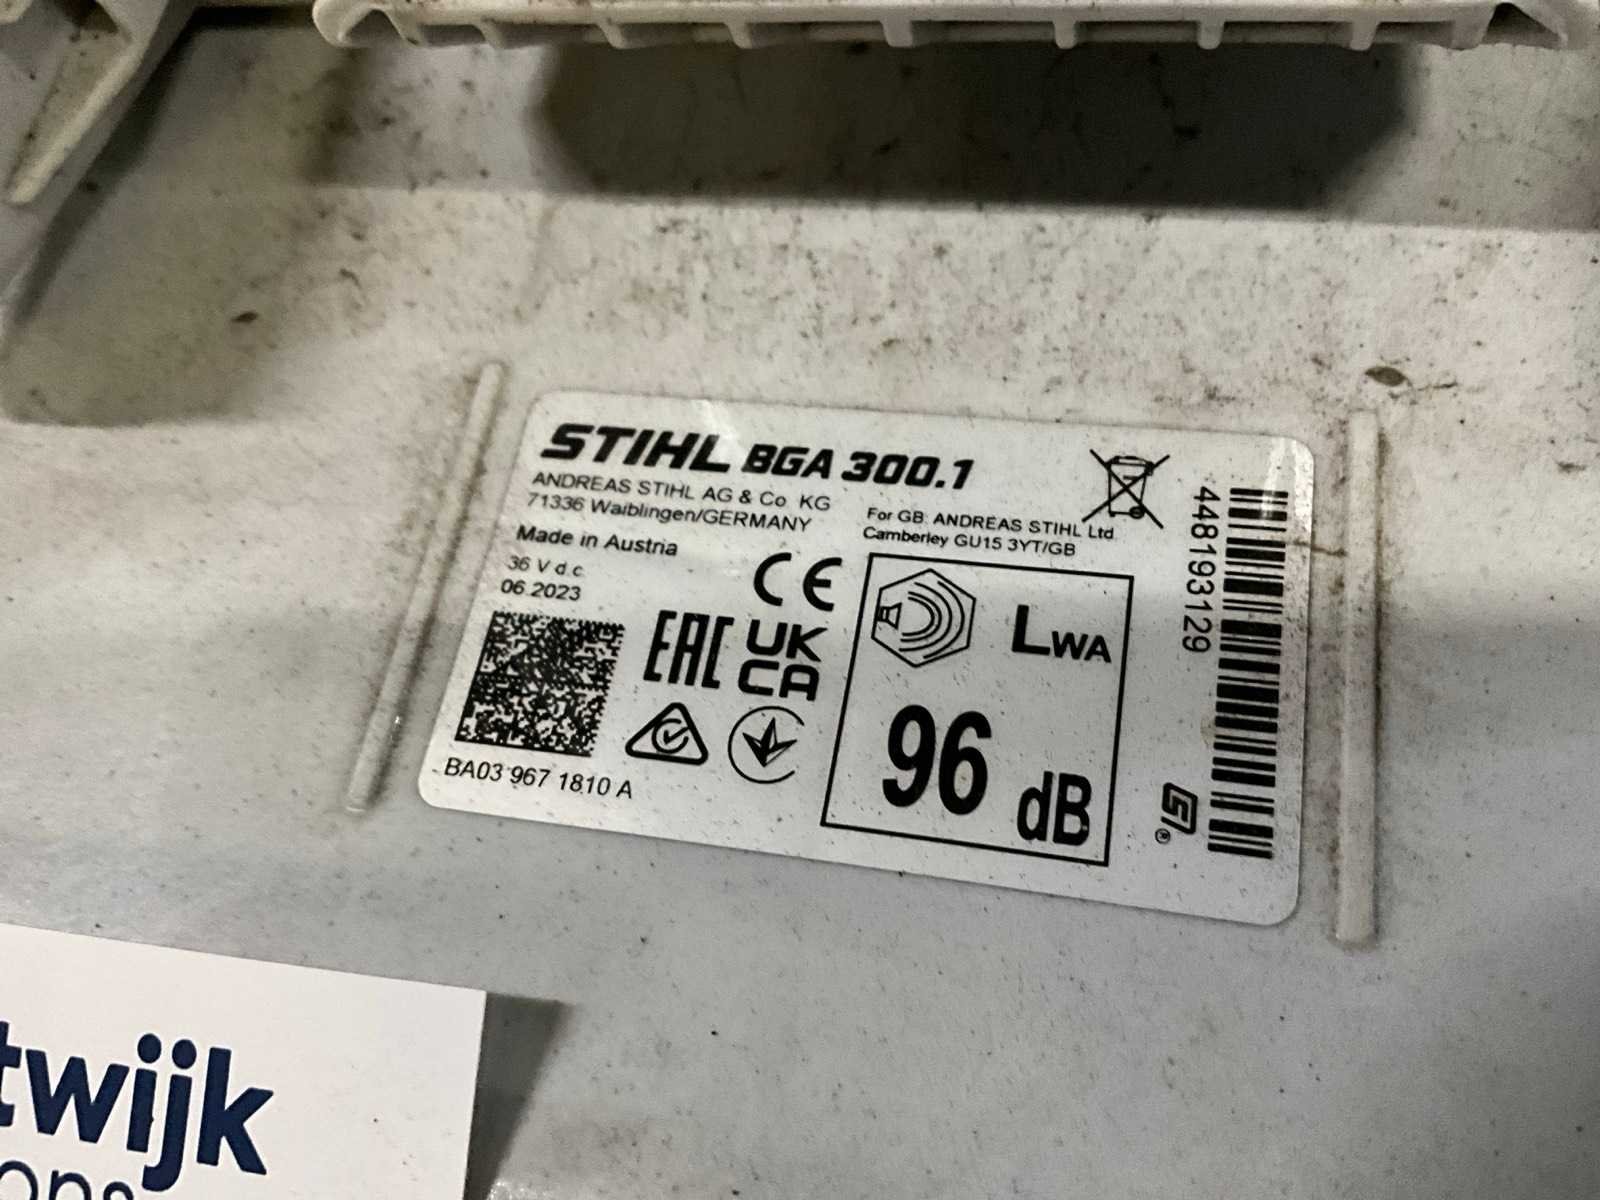 STIHL BGA 300.1
ANDREAS STIHL AG & Co. KG
71336 Waiblingen/GERMANY
For GB: ANDREAS STIHL Ltd.
Camberley GU15 3YT/GB
Made in Austria
36 V d.c.
06.2023
CE
EAC
UK
CA
BA03 967 1810 A
LWA
96 dB
448193129
®
twijk
ons